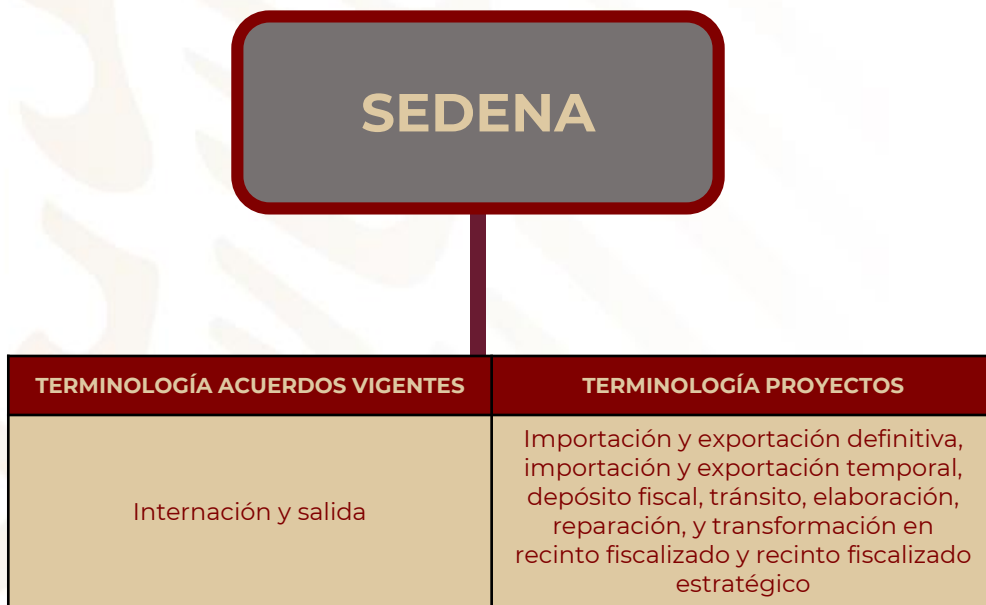 SEDENA
TERMINOLOGÍA ACUERDOS VIGENTES
TERMINOLOGÍA PROYECTOS
Internación y salida
Importación y exportación definitiva,
importación y exportación temporal,
depósito fiscal, tránsito, elaboración,
reparación, y transformación en
recinto fiscalizado y recinto fiscalizado
estratégico